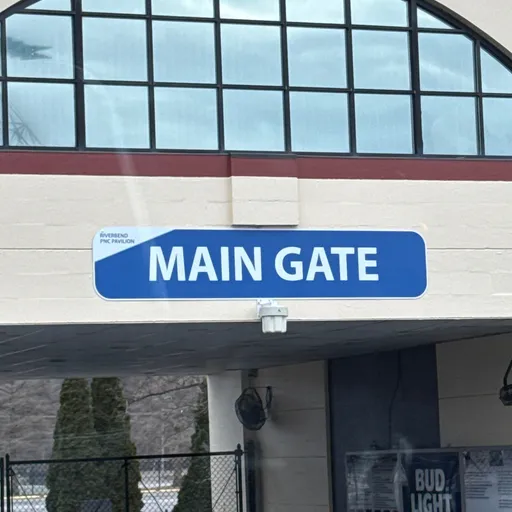 RIVERBEND
PNC PAVILION
MAIN GATE
BUD
LIGHT